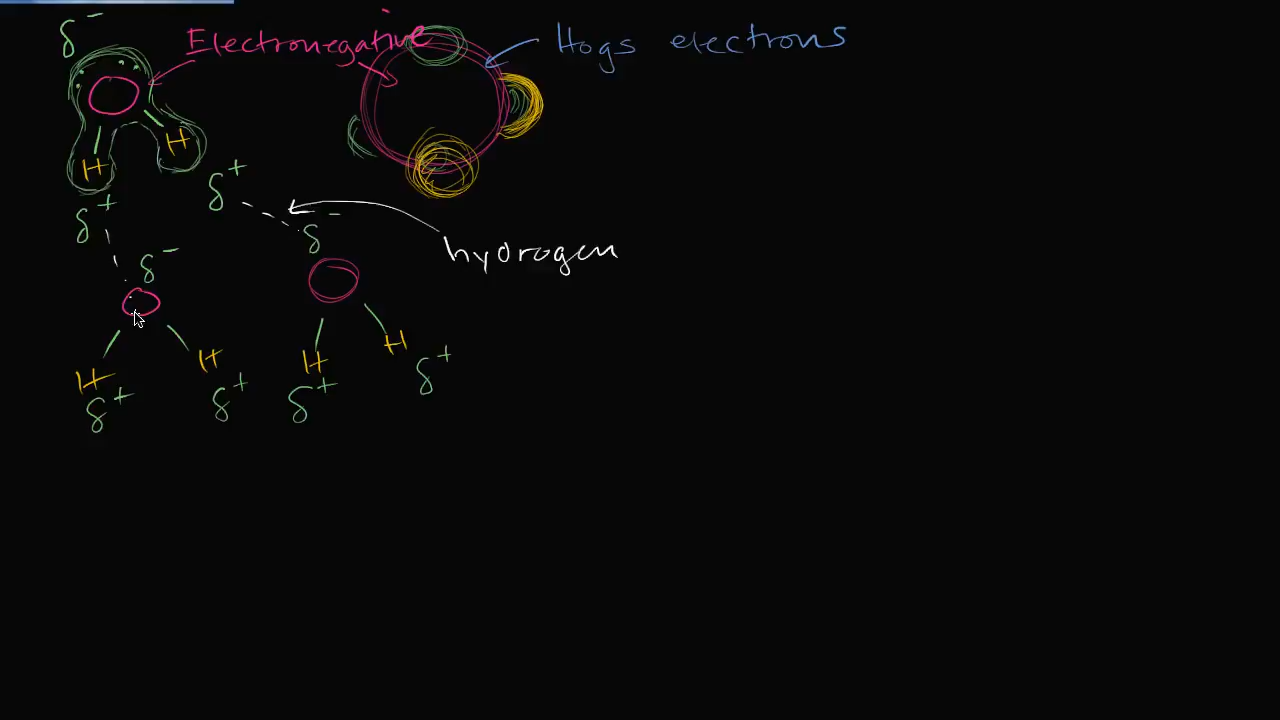 δ⁻
Electronegative
Hogs electrons
H
H
δ⁺
δ⁺
δ⁻
hydrogen
δ⁻
H
H
H
H
δ⁺
δ⁺
δ⁺
δ⁺